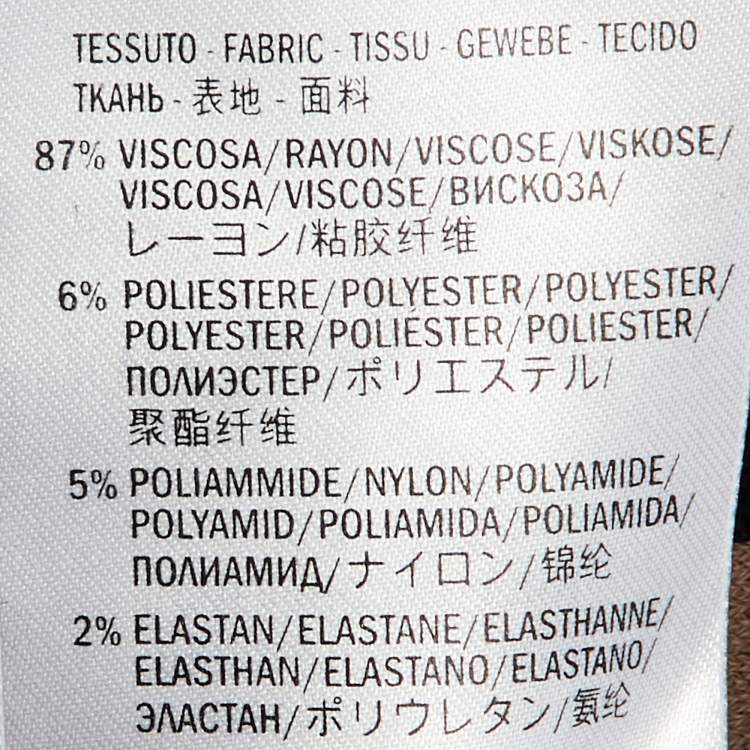 TESSUTO - FABRIC - TISSU - GEWEBE - TECIDO
ТКАНЬ - 表地 - 面料
87% VISCOSA/RAYON/VISCOSE/VISKOSE/
VISCOSA/VISCOSE/ВИСКОЗА/
レーヨン/粘胶纤维
6% POLIESTERE/POLYESTER/POLYESTER/
POLYESTER/POLIÉSTER/POLIESTER/
ПОЛИЭСТЕР/ポリエステル/
聚酯纤维
5% POLIAMMIDE/NYLON/POLYAMIDE/
POLYAMID/POLIAMIDA/POLIAMIDA/
ПОЛИАМИД/ナイロン/锦纶
2% ELASTAN/ELASTANE/ELASTHANNE/
ELASTHAN/ELASTANO/ELASTANO/
ЭЛАСТАН/ポリウレタン/氨纶